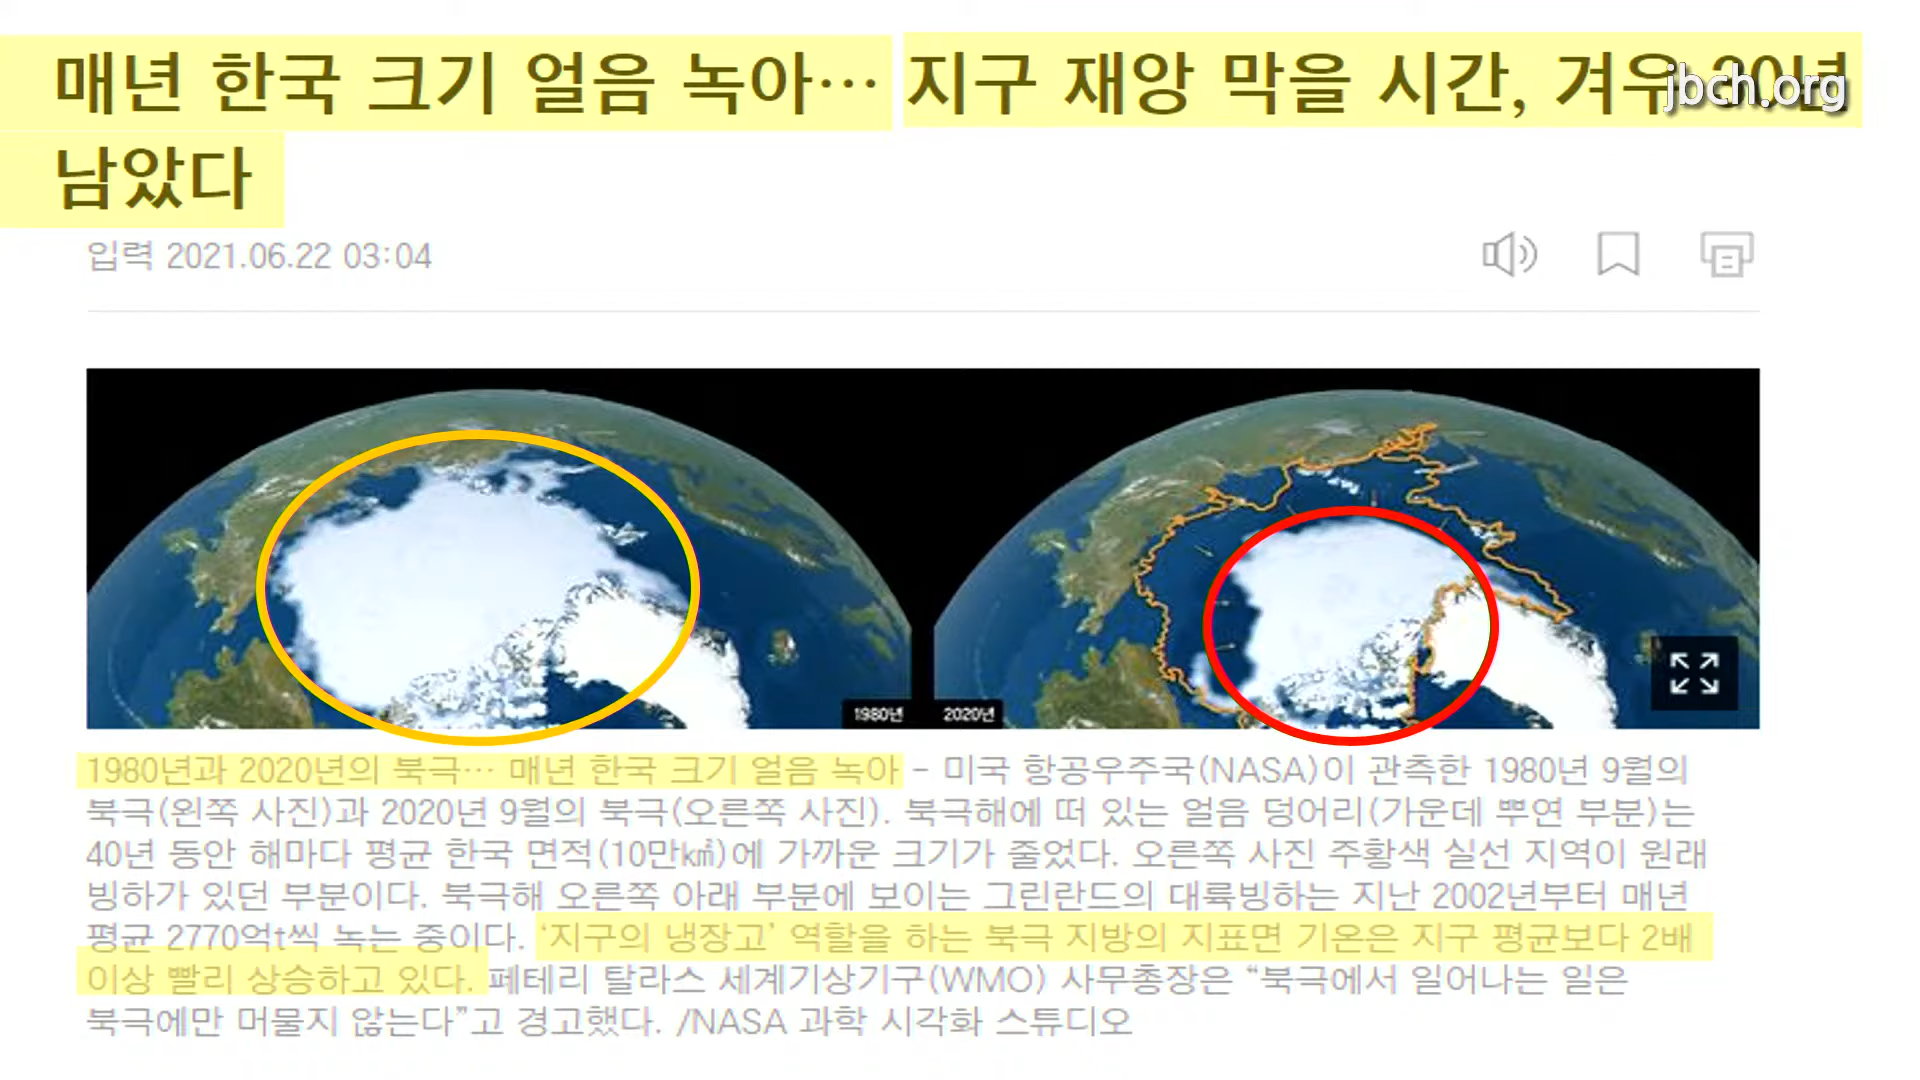 매년 한국 크기 얼음 녹아… 지구 재앙 막을 시간, 겨우 30년
jbch.org
남았다
입력 2021.06.22 03:04
1980년 2020년
1980년과 2020년의 북극… 매년 한국 크기 얼음 녹아 - 미국 항공우주국(NASA)이 관측한 1980년 9월의
북극(왼쪽 사진)과 2020년 9월의 북극(오른쪽 사진). 북극해에 떠 있는 얼음 덩어리(가운데 뿌연 부분)는
40년 동안 해마다 평균 한국 면적(10만㎢)에 가까운 크기가 줄었다. 오른쪽 사진 주황색 실선 지역이 원래
빙하가 있던 부분이다. 북극해 오른쪽 아래 부분에 보이는 그린란드의 대륙빙하는 지난 2002년부터 매년
평균 2770억t씩 녹는 중이다. ‘지구의 냉장고’ 역할을 하는 북극 지방의 지표면 기온은 지구 평균보다 2배
이상 빨리 상승하고 있다. 페테리 탈라스 세계기상기구(WMO) 사무총장은 “북극에서 일어나는 일은
북극에만 머물지 않는다”고 경고했다. /NASA 과학 시각화 스튜디오